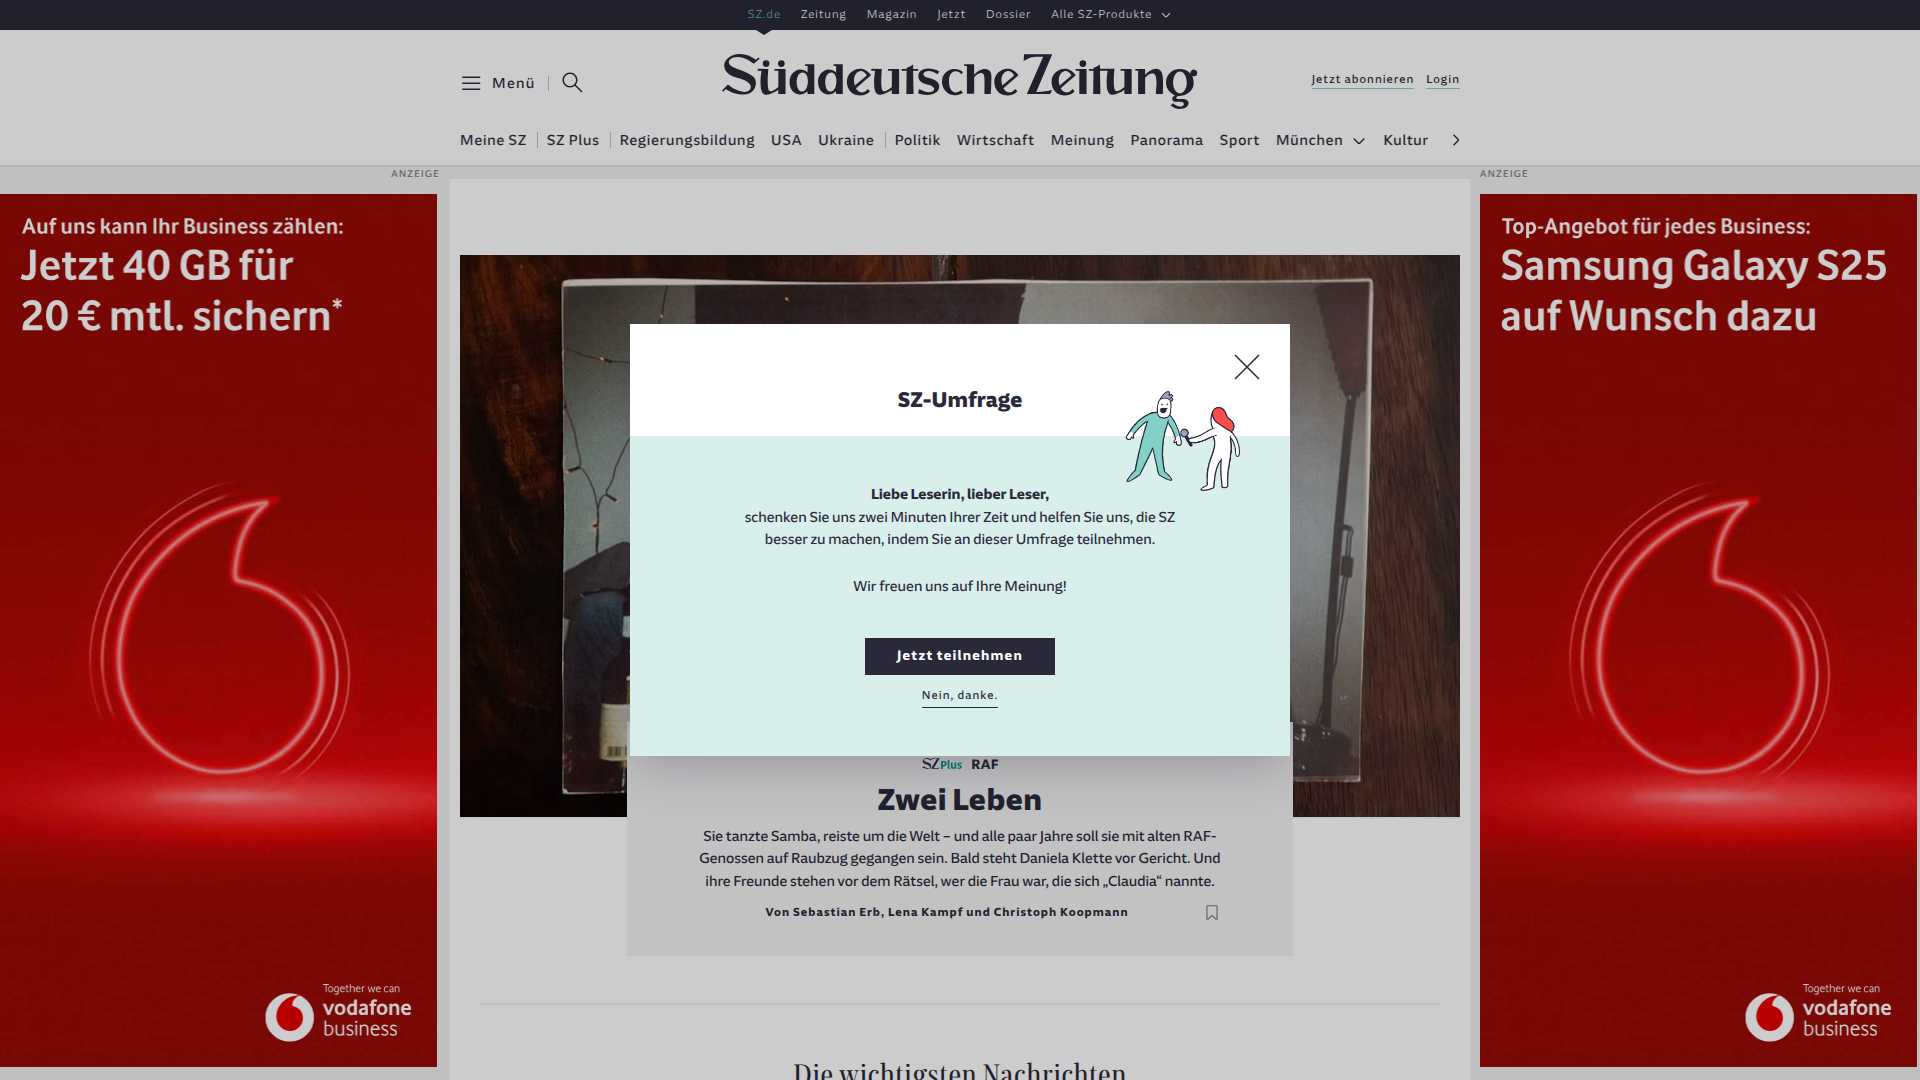 SZ.de Zeitung Magazin Jetzt Dossier Alle SZ-Produkte
Menü
Süddeutsche Zeitung
Jetzt abonnieren Login
Meine SZ SZ Plus Regierungsbildung USA Ukraine Politik Wirtschaft Meinung Panorama Sport München Kultur
ANZEIGE
Auf uns kann Ihr Business zählen:
Jetzt 40 GB für
20 € mtl. sichern*
Together we can
vodafone
business
SZ-Umfrage
Liebe Leserin, lieber Leser,
schenken Sie uns zwei Minuten Ihrer Zeit und helfen Sie uns, die SZ
besser zu machen, indem Sie an dieser Umfrage teilnehmen.
Wir freuen uns auf Ihre Meinung!
Jetzt teilnehmen
Nein, danke.
SZPlus RAF
Zwei Leben
Sie tanzte Samba, reiste um die Welt – und alle paar Jahre soll sie mit alten RAF-
Genossen auf Raubzug gegangen sein. Bald steht Daniela Klette vor Gericht. Und
ihre Freunde stehen vor dem Rätsel, wer die Frau war, die sich „Claudia“ nannte.
Von Sebastian Erb, Lena Kampf und Christoph Koopmann
Die wichtigsten Nachrichten
ANZEIGE
Top-Angebot für jedes Business:
Samsung Galaxy S25
auf Wunsch dazu
Together we can
vodafone
business